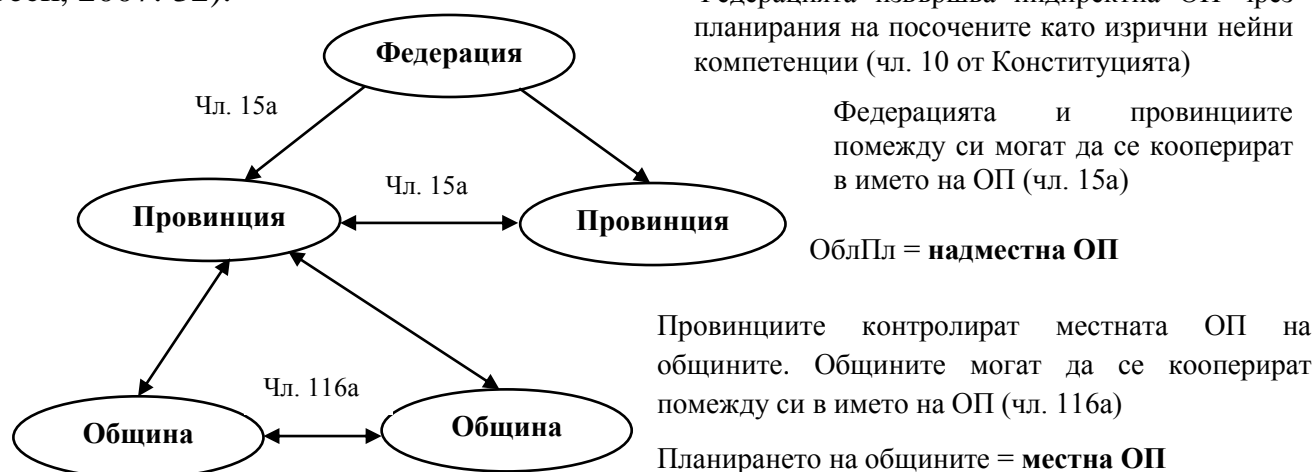 Федерация
планирания на посочените като изрични нейни
компетенции (чл. 10 от Конституцията)
Чл. 15а
Федерацията и провинциите
помежду си могат да се кооперират
в името на ОП (чл. 15а)
Чл. 15а
Провинция
Провинция
ОблПл = надместна ОП
Провинциите контролират местната ОП на
общините. Общините могат да се кооперират
помежду си в името на ОП (чл. 116а)
Чл. 116а
Община
Община
Планирането на общините = местна ОП